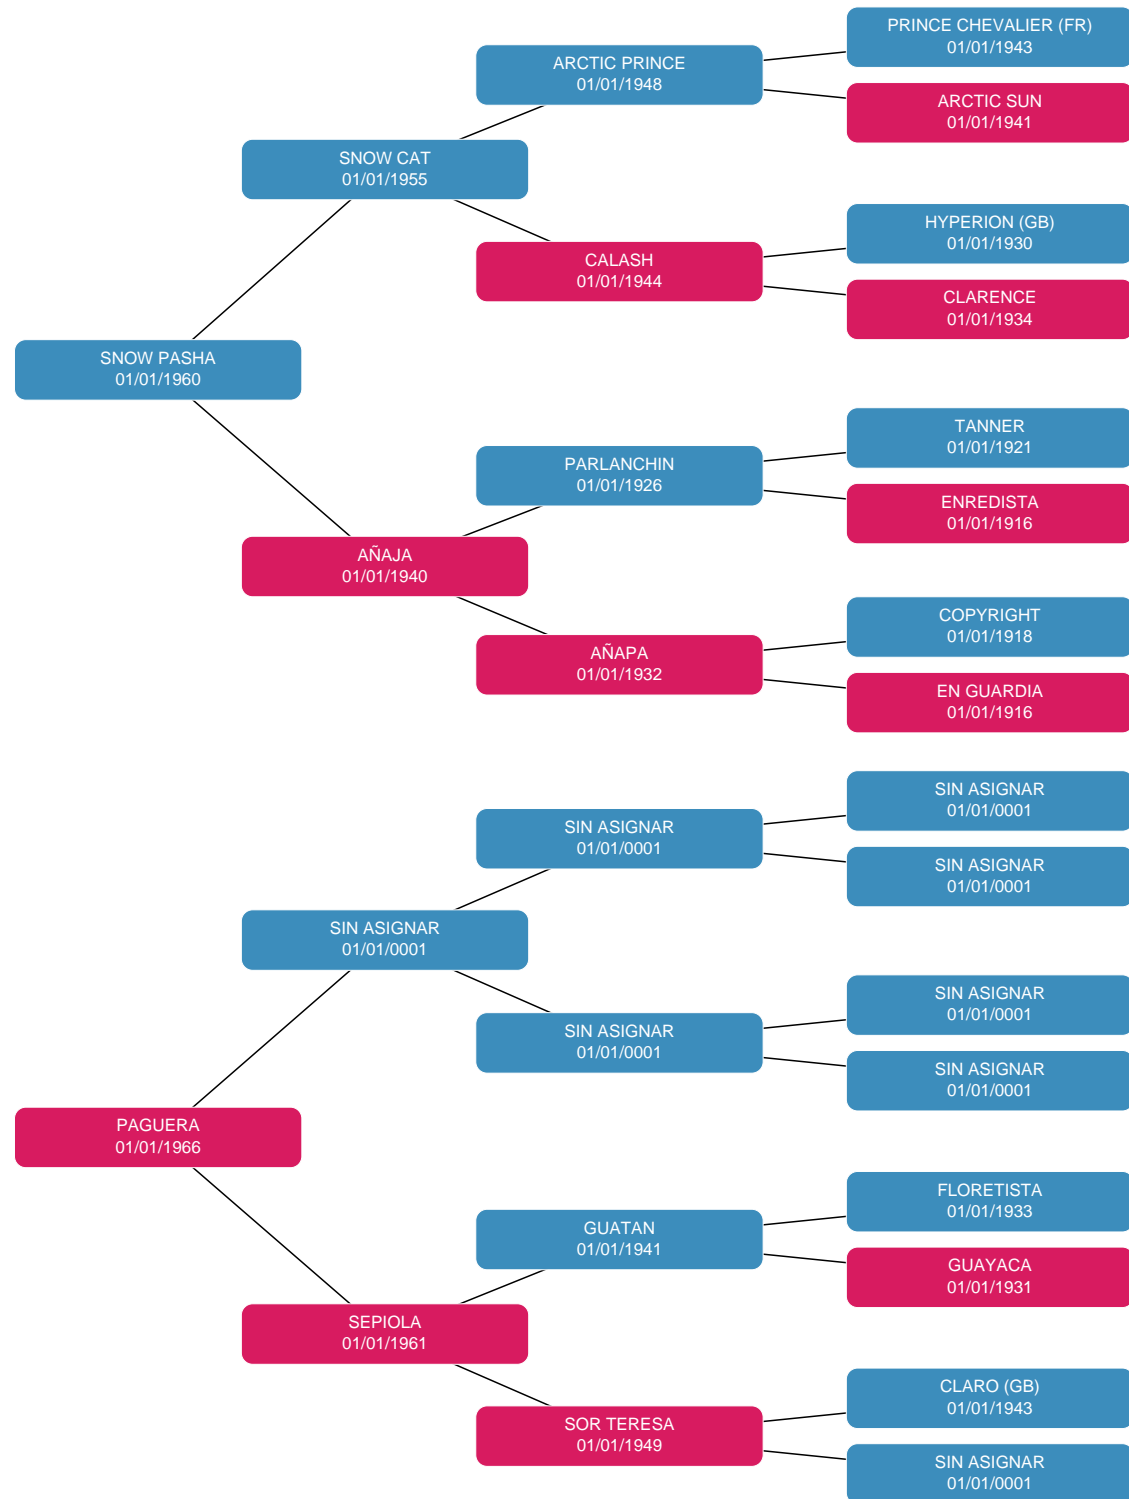 PRINCE CHEVALIER (FR)
01/01/1943
ARCTIC PRINCE
01/01/1948
ARCTIC SUN
01/01/1941
SNOW CAT
01/01/1955
HYPERION (GB)
01/01/1930
CALASH
01/01/1944
CLARENCE
01/01/1934
SNOW PASHA
01/01/1960
TANNER
01/01/1921
PARLANCHIN
01/01/1926
ENREDISTA
01/01/1916
AÑAJA
01/01/1940
COPYRIGHT
01/01/1918
AÑAPA
01/01/1932
EN GUARDIA
01/01/1916
SIN ASIGNAR
01/01/0001
SIN ASIGNAR
01/01/0001
SIN ASIGNAR
01/01/0001
SIN ASIGNAR
01/01/0001
SIN ASIGNAR
01/01/0001
SIN ASIGNAR
01/01/0001
SIN ASIGNAR
01/01/0001
PAGUERA
01/01/1966
FLORETISTA
01/01/1933
GUATAN
01/01/1941
GUAYACA
01/01/1931
SEPIOLA
01/01/1961
CLARO (GB)
01/01/1943
SOR TERESA
01/01/1949
SIN ASIGNAR
01/01/0001